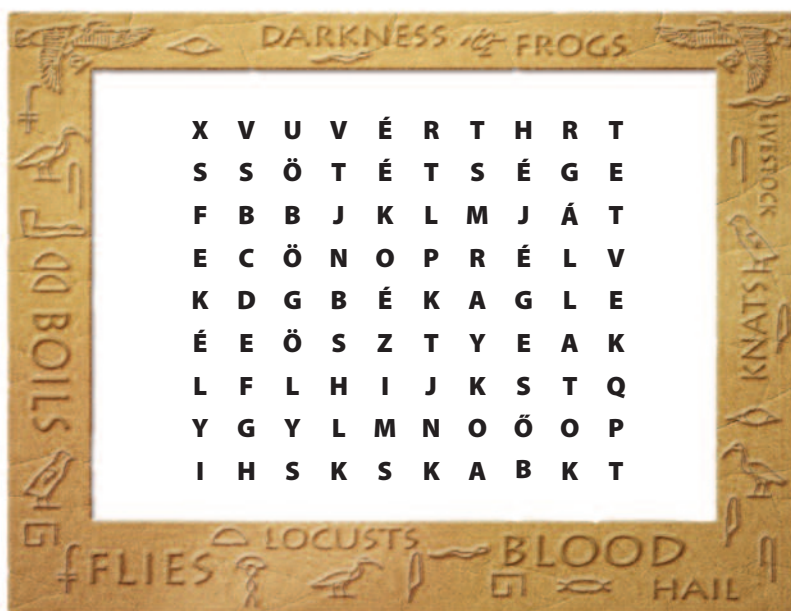 DARKNESS FROGS
X V U V É R T H R T
S S Ö T É T S É G E
F B B J K L M J Á T
E C Ö N O P R É L V
K D G B É K A G L E
É E Ö S Z T Y E A K
L F L H I J K S T Q
Y G Y L M N O Ő O P
I H S K S K A B K T
BOILS
LIVESTOCK
KNATS
LOCUSTS
FLIES
BLOOD
HAIL